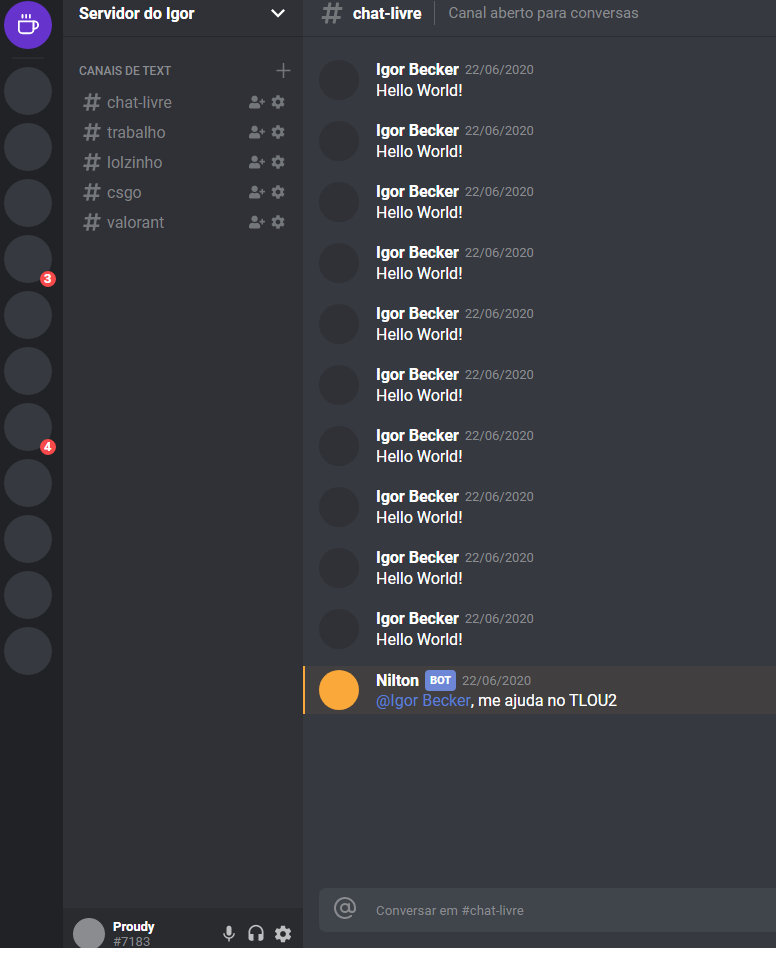 Servidor do Igor
CANAIS DE TEXT
chat-livre
trabalho
lolzinho
csgo
valorant
3
4
Proudy
#7183
chat-livre Canal aberto para conversas
Igor Becker 22/06/2020
Hello World!
Igor Becker 22/06/2020
Hello World!
Igor Becker 22/06/2020
Hello World!
Igor Becker 22/06/2020
Hello World!
Igor Becker 22/06/2020
Hello World!
Igor Becker 22/06/2020
Hello World!
Igor Becker 22/06/2020
Hello World!
Igor Becker 22/06/2020
Hello World!
Igor Becker 22/06/2020
Hello World!
Igor Becker 22/06/2020
Hello World!
Nilton BOT 22/06/2020
@Igor Becker, me ajuda no TLOU2
Conversar em #chat-livre